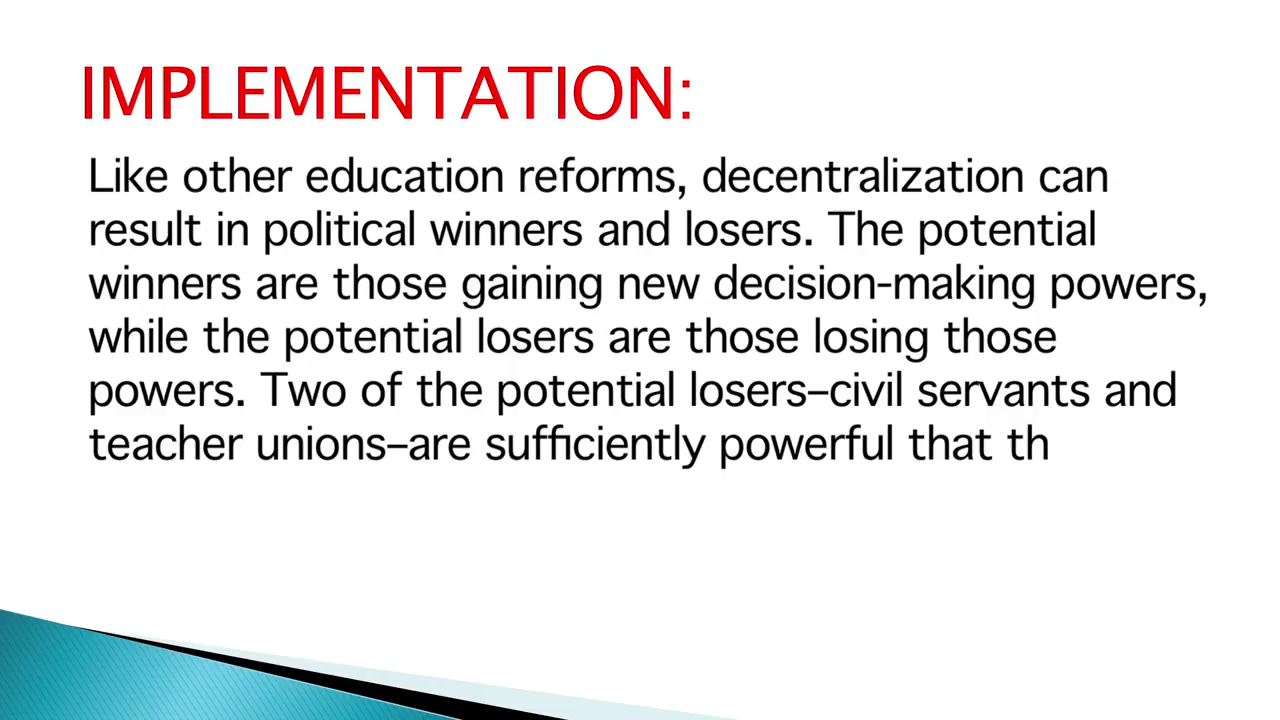 IMPLEMENTATION:
Like other education reforms, decentralization can
result in political winners and losers. The potential
winners are those gaining new decision-making powers,
while the potential losers are those losing those
powers. Two of the potential losers–civil servants and
teacher unions–are sufficiently powerful that th